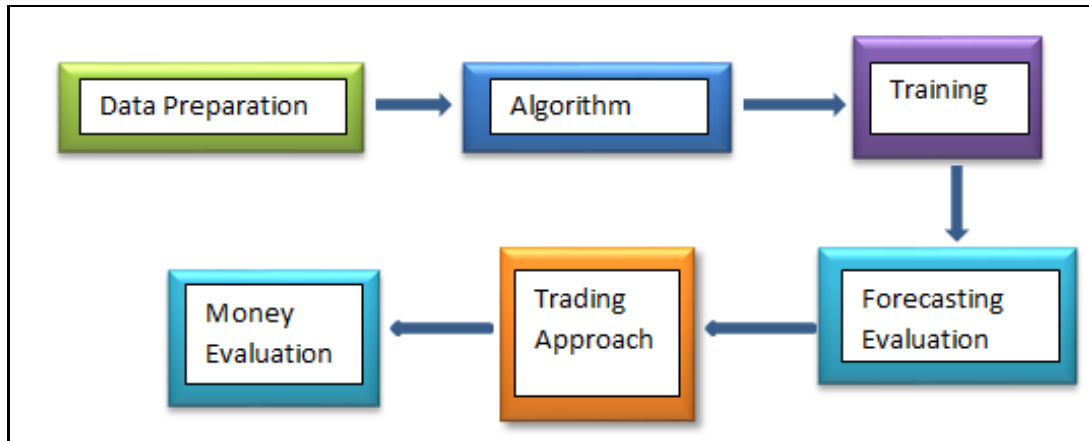 Data Preparation
Algorithm
Training
Forecasting
Evaluation
Trading
Approach
Money
Evaluation